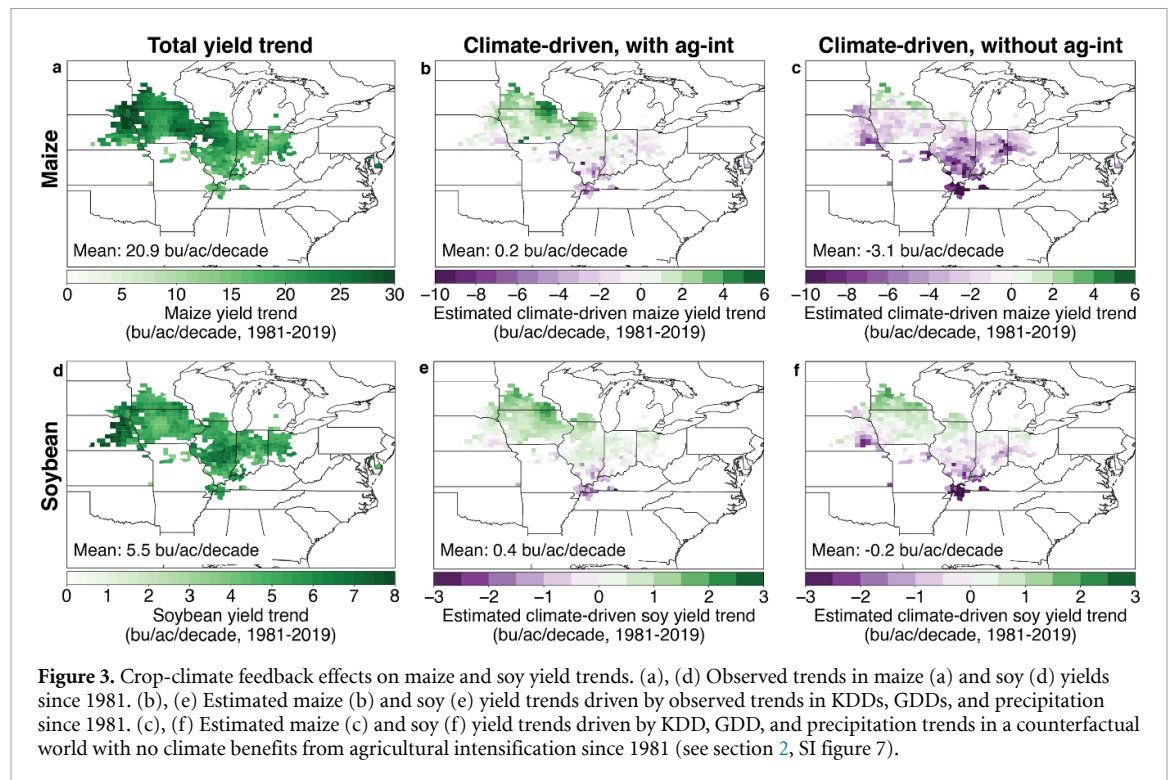 Total yield trend
Climate-driven, with ag-int
Climate-driven, without ag-int
Maize
a
Mean: 20.9 bu/ac/decade
0 5 10 15 20 25 30
Maize yield trend
(bu/ac/decade, 1981-2019)
b
Mean: 0.2 bu/ac/decade
−10 −8 −6 −4 −2 0 2 4 6
Estimated climate-driven maize yield trend
(bu/ac/decade, 1981-2019)
c
Mean: -3.1 bu/ac/decade
−10 −8 −6 −4 −2 0 2 4 6
Estimated climate-driven maize yield trend
(bu/ac/decade, 1981-2019)
Soybean
d
Mean: 5.5 bu/ac/decade
0 1 2 3 4 5 6 7 8
Soybean yield trend
(bu/ac/decade, 1981-2019)
e
Mean: 0.4 bu/ac/decade
−3 −2 −1 0 1 2 3
Estimated climate-driven soy yield trend
(bu/ac/decade, 1981-2019)
f
Mean: -0.2 bu/ac/decade
−3 −2 −1 0 1 2 3
Estimated climate-driven soy yield trend
(bu/ac/decade, 1981-2019)
Figure 3. Crop-climate feedback effects on maize and soy yield trends. (a), (d) Observed trends in maize (a) and soy (d) yields
since 1981. (b), (e) Estimated maize (b) and soy (e) yield trends driven by observed trends in KDDs, GDDs, and precipitation
since 1981. (c), (f) Estimated maize (c) and soy (f) yield trends driven by KDD, GDD, and precipitation trends in a counterfactual
world with no climate benefits from agricultural intensification since 1981 (see section 2, SI figure 7).